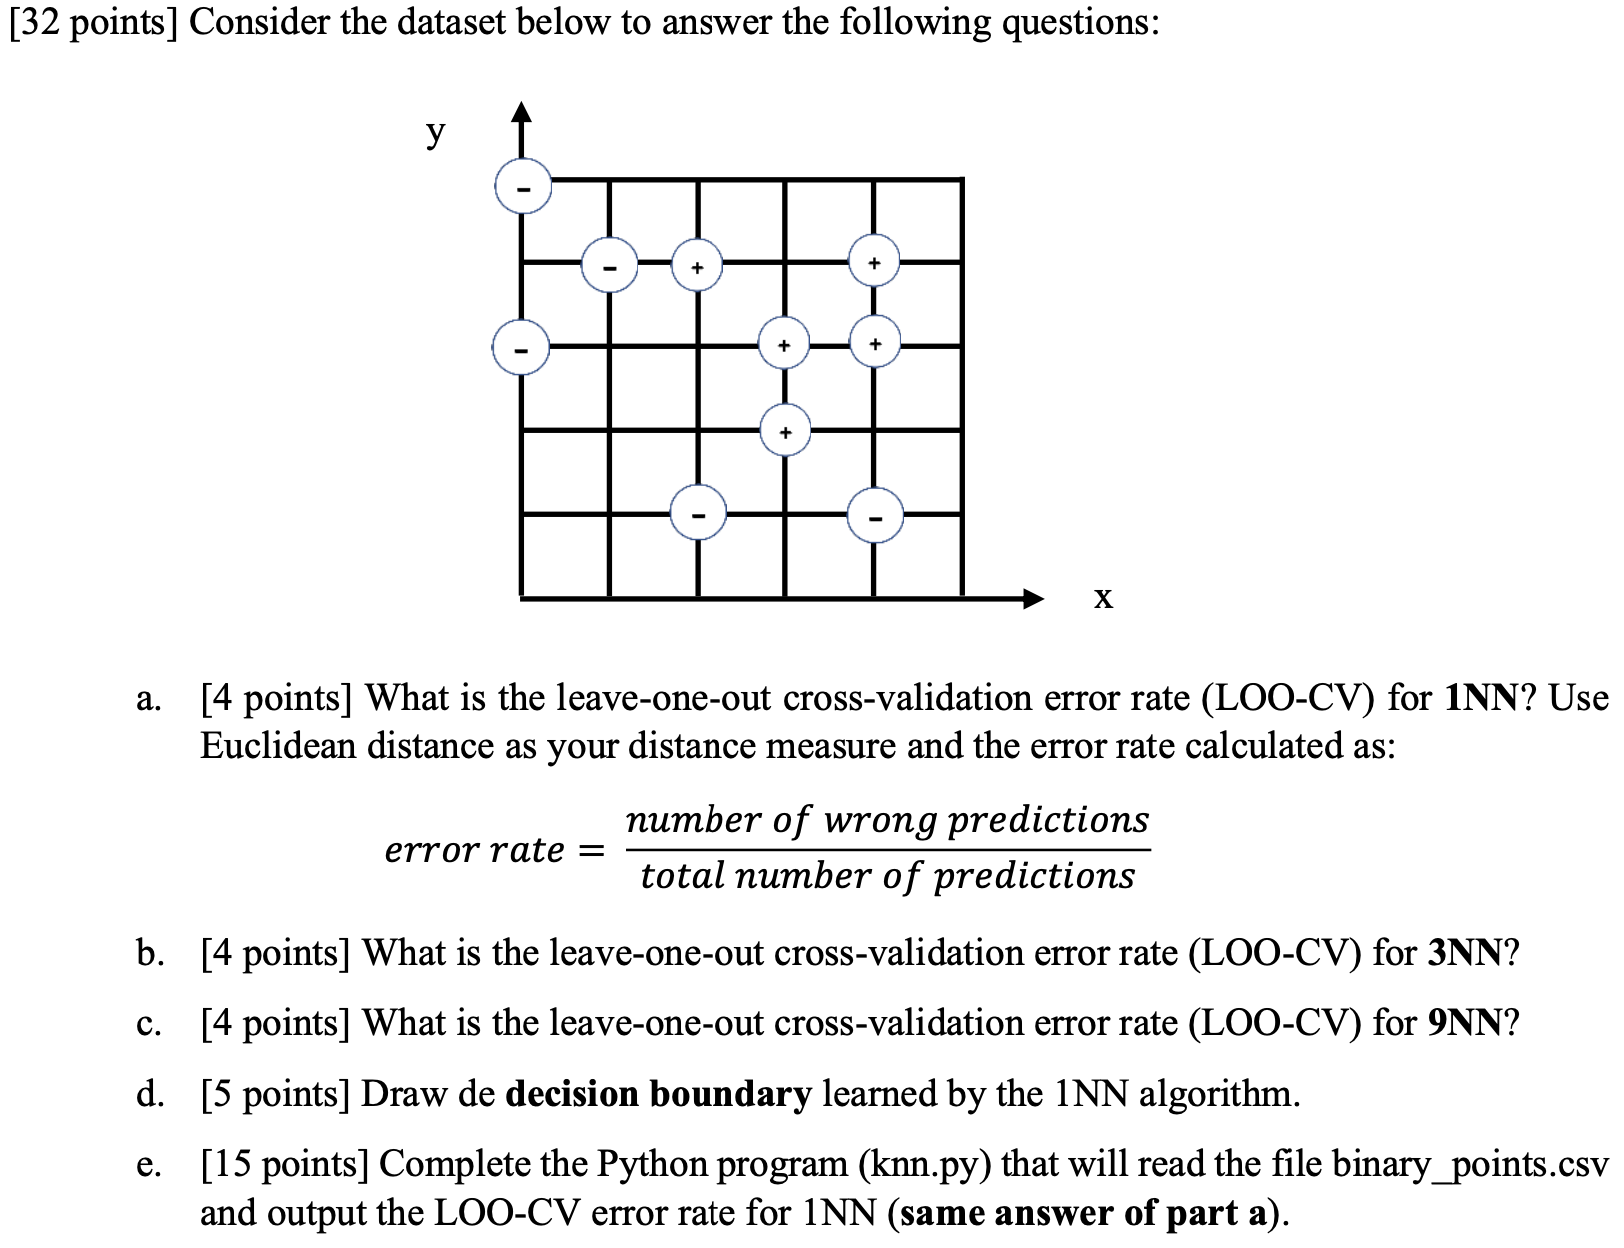 [32 points] Consider the dataset below to answer the following questions:
y
-
- + +
- + +
+
- -
x
a. [4 points] What is the leave-one-out cross-validation error rate (LOO-CV) for 1NN? Use
Euclidean distance as your distance measure and the error rate calculated as:
error rate = number of wrong predictions
total number of predictions
b. [4 points] What is the leave-one-out cross-validation error rate (LOO-CV) for 3NN?
c. [4 points] What is the leave-one-out cross-validation error rate (LOO-CV) for 9NN?
d. [5 points] Draw de decision boundary learned by the 1NN algorithm.
e. [15 points] Complete the Python program (knn.py) that will read the file binary_points.csv
and output the LOO-CV error rate for 1NN (same answer of part a).